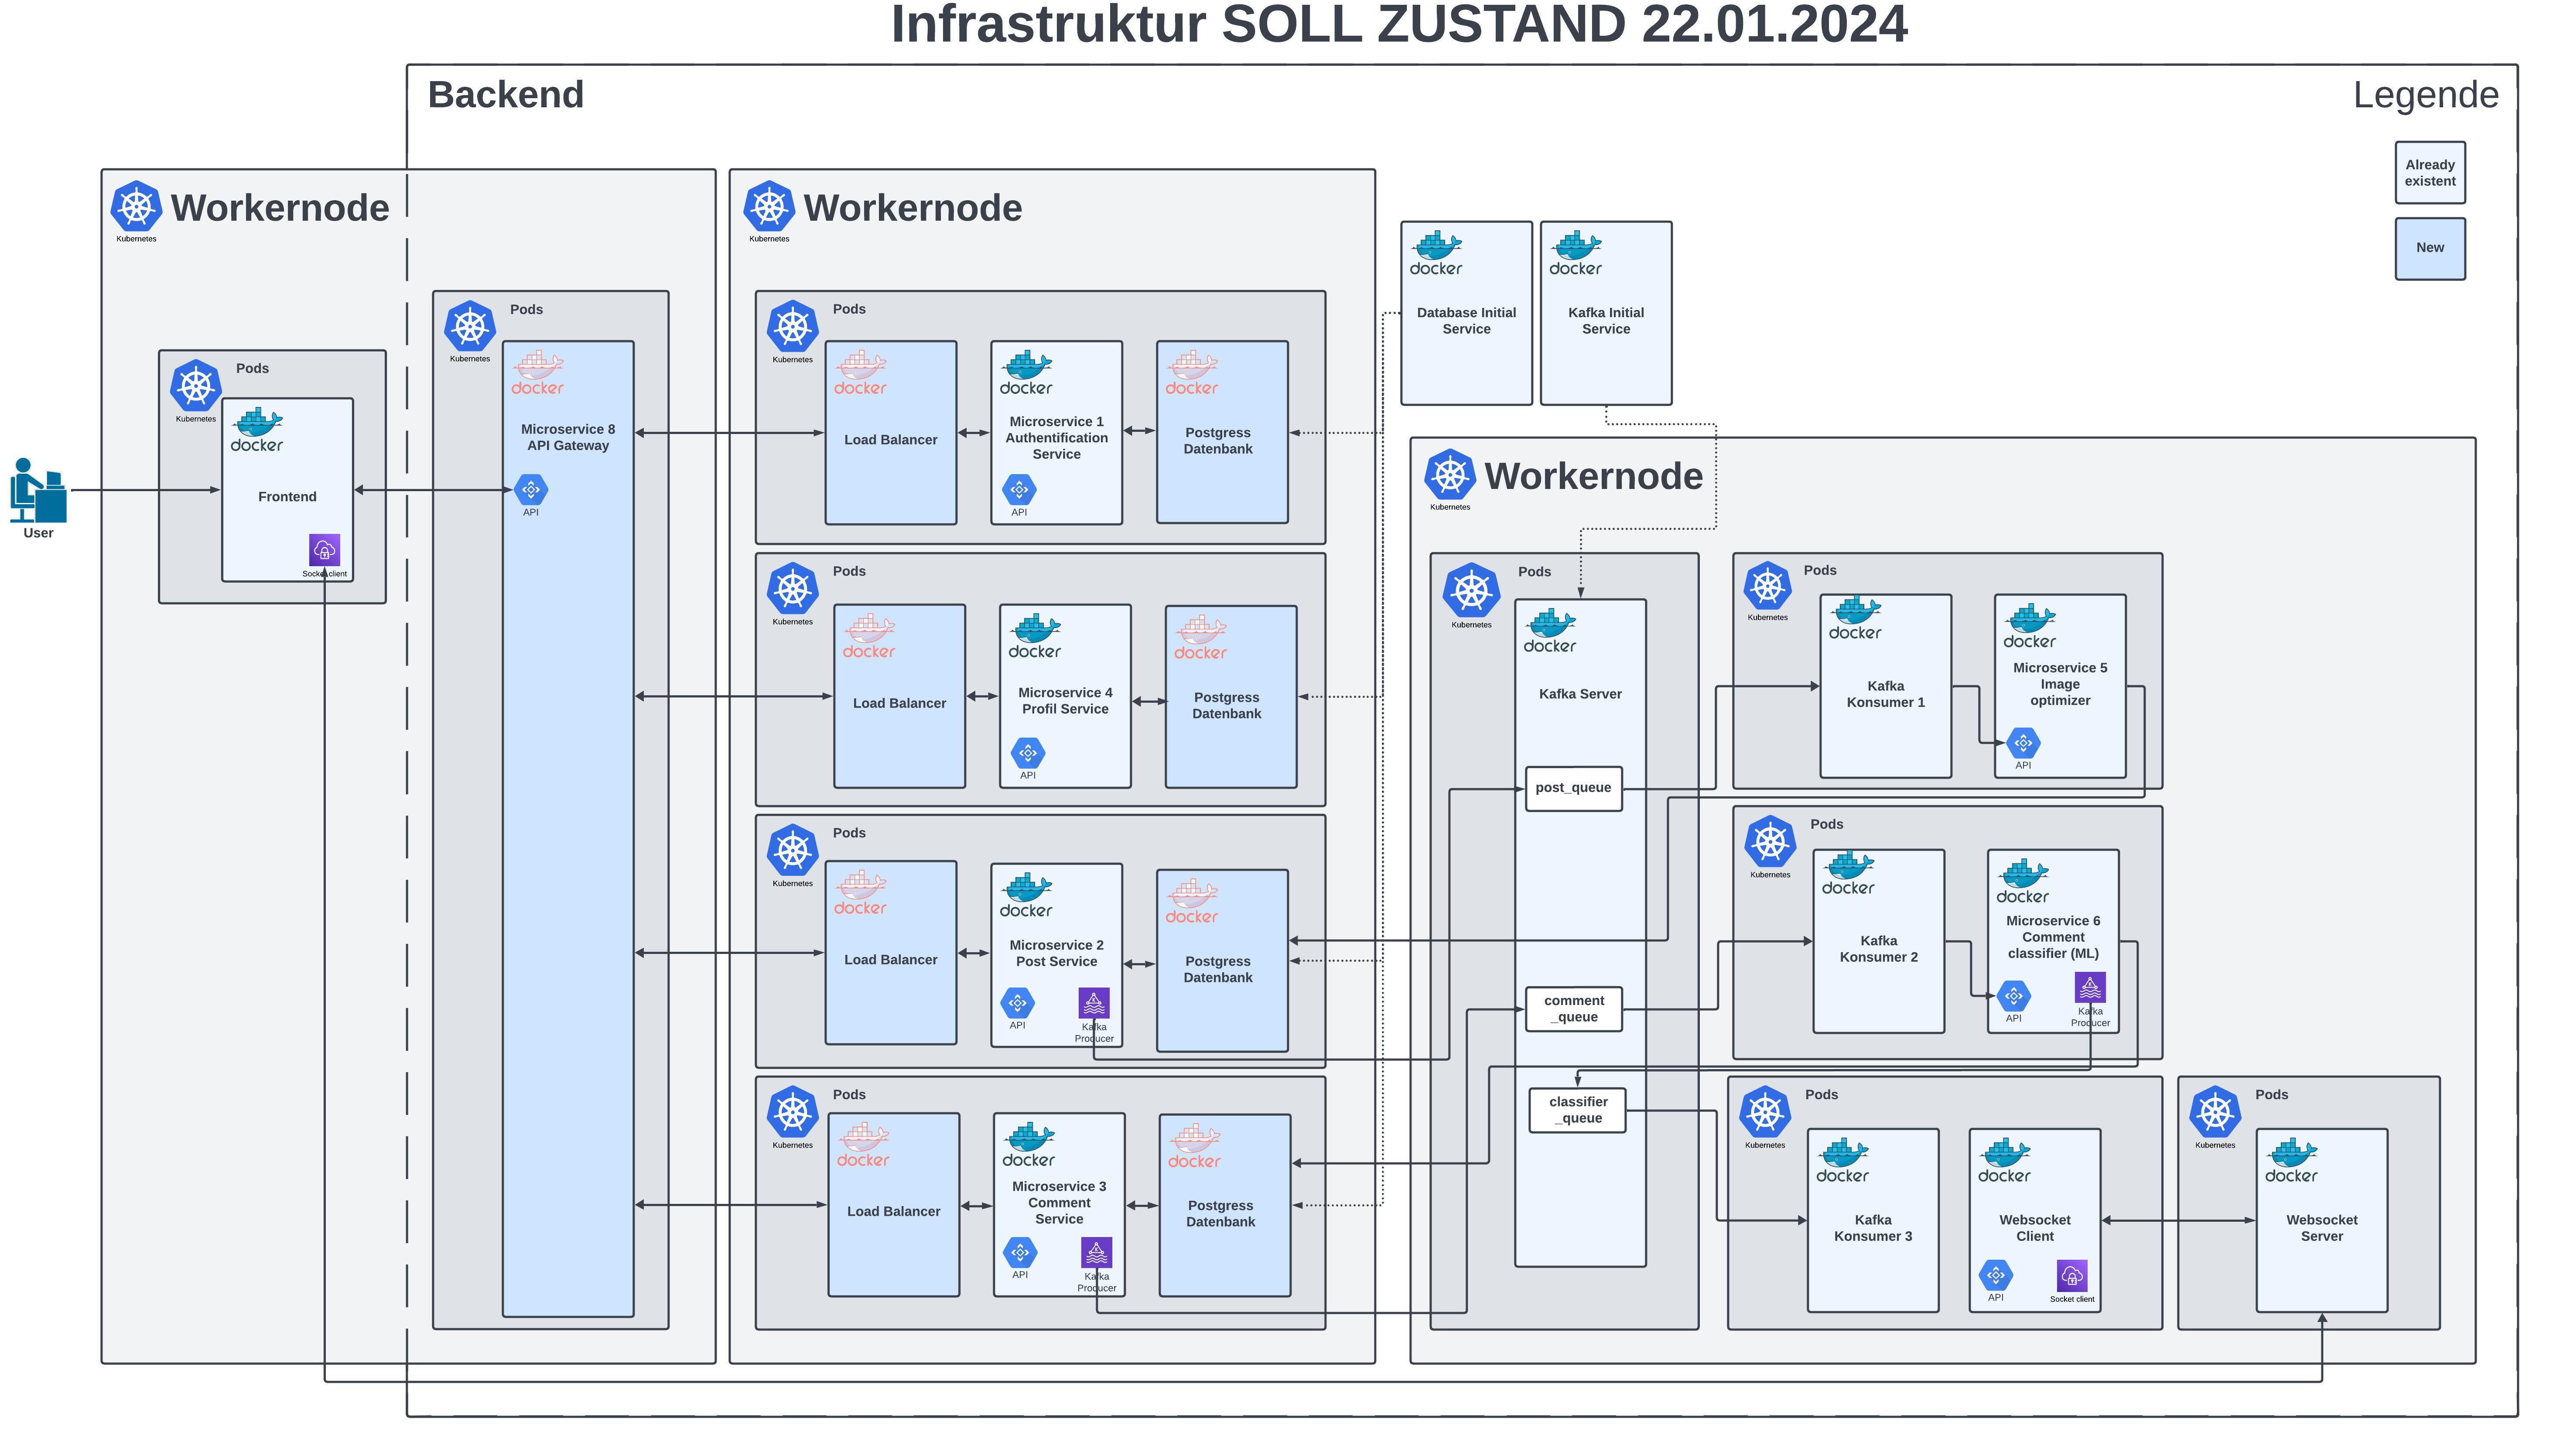 Infrastruktur SOLL ZUSTAND 22.01.2024
Backend
Legende
Already
existent
New
Workernode
Kubernetes
Pods
Kubernetes
docker
Frontend
Socket client
User
Pods
Kubernetes
docker
Microservice 8
API Gateway
API
Workernode
Kubernetes
Pods
Kubernetes
docker
Load Balancer
docker
Microservice 1
Authentification
Service
API
docker
Postgress
Datenbank
Pods
Kubernetes
docker
Load Balancer
docker
Microservice 4
Profil Service
API
docker
Postgress
Datenbank
Pods
Kubernetes
docker
Load Balancer
docker
Microservice 2
Post Service
API
Kafka
Producer
docker
Postgress
Datenbank
Pods
Kubernetes
docker
Load Balancer
docker
Microservice 3
Comment
Service
API
Kafka
Producer
docker
Postgress
Datenbank
docker
Database Initial
Service
docker
Kafka Initial
Service
Workernode
Kubernetes
Pods
Kubernetes
docker
Kafka Server
post_queue
comment
_queue
classifier
_queue
Pods
Kubernetes
docker
Kafka
Konsumer 1
docker
Microservice 5
Image
optimizer
API
Pods
Kubernetes
docker
Kafka
Konsumer 2
docker
Microservice 6
Comment
classifier (ML)
API
Kafka
Producer
Pods
Kubernetes
docker
Kafka
Konsumer 3
docker
Websocket
Client
API
Socket client
Pods
Kubernetes
docker
Websocket
Server